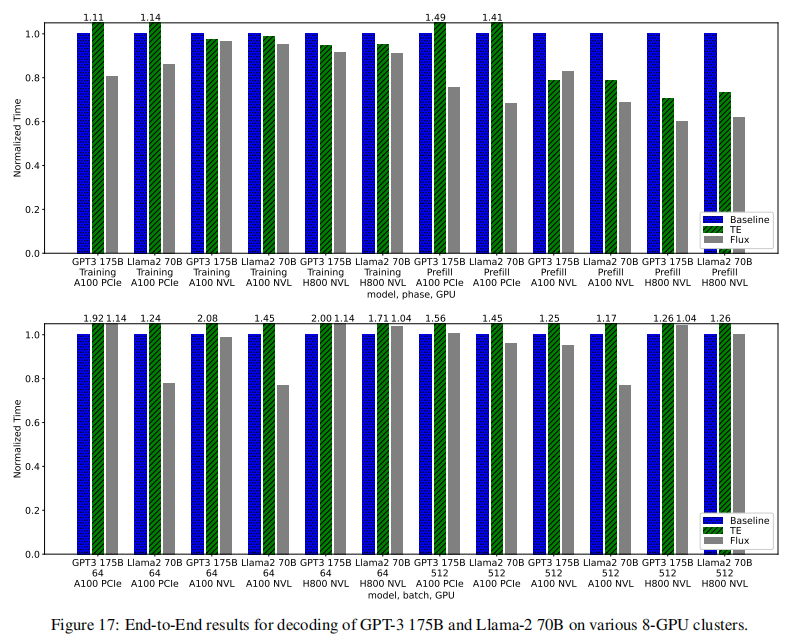 1.11 1.14 1.49 1.41
1.0
0.8
0.6
0.4
0.2
0.0
Normalized Time
Baseline
TE
Flux
GPT3 175B Llama2 70B GPT3 175B Llama2 70B GPT3 175B Llama2 70B GPT3 175B Llama2 70B GPT3 175B Llama2 70B GPT3 175B Llama2 70B
Training Training Training Training Training Training Prefill Prefill Prefill Prefill Prefill Prefill
A100 PCIe A100 PCIe A100 NVL A100 NVL H800 NVL H800 NVL A100 PCIe A100 PCIe A100 NVL A100 NVL H800 NVL H800 NVL
model, phase, GPU
1.92 1.14 1.24 2.08 1.45 2.00 1.14 1.71 1.04 1.56 1.45 1.25 1.17 1.26 1.04 1.26
1.0
0.8
0.6
0.4
0.2
0.0
Normalized Time
Baseline
TE
Flux
GPT3 175B Llama2 70B GPT3 175B Llama2 70B GPT3 175B Llama2 70B GPT3 175B Llama2 70B GPT3 175B Llama2 70B GPT3 175B Llama2 70B
64 64 64 64 64 64 512 512 512 512 512 512
A100 PCIe A100 PCIe A100 NVL A100 NVL H800 NVL H800 NVL A100 PCIe A100 PCIe A100 NVL A100 NVL H800 NVL H800 NVL
model, batch, GPU
Figure 17: End-to-End results for decoding of GPT-3 175B and Llama-2 70B on various 8-GPU clusters.